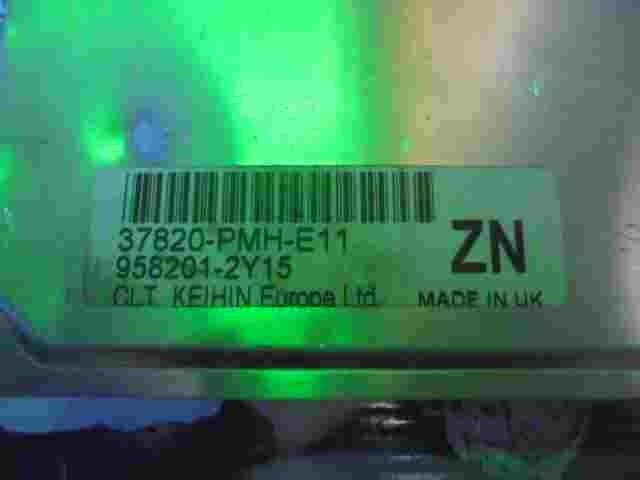 37820-PMH-E11
958201-2Y15
CLT. KEIHIN Europe Ltd.
ZN
MADE IN UK